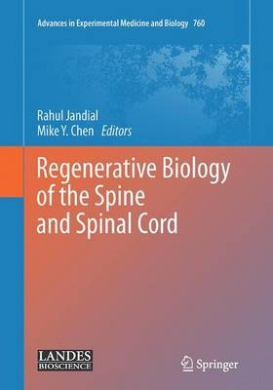 Advances in Experimental Medicine and Biology 760
Rahul Jandial
Mike Y. Chen Editors
Regenerative Biology
of the Spine
and Spinal Cord
LANDES
BIOSCIENCE
Springer